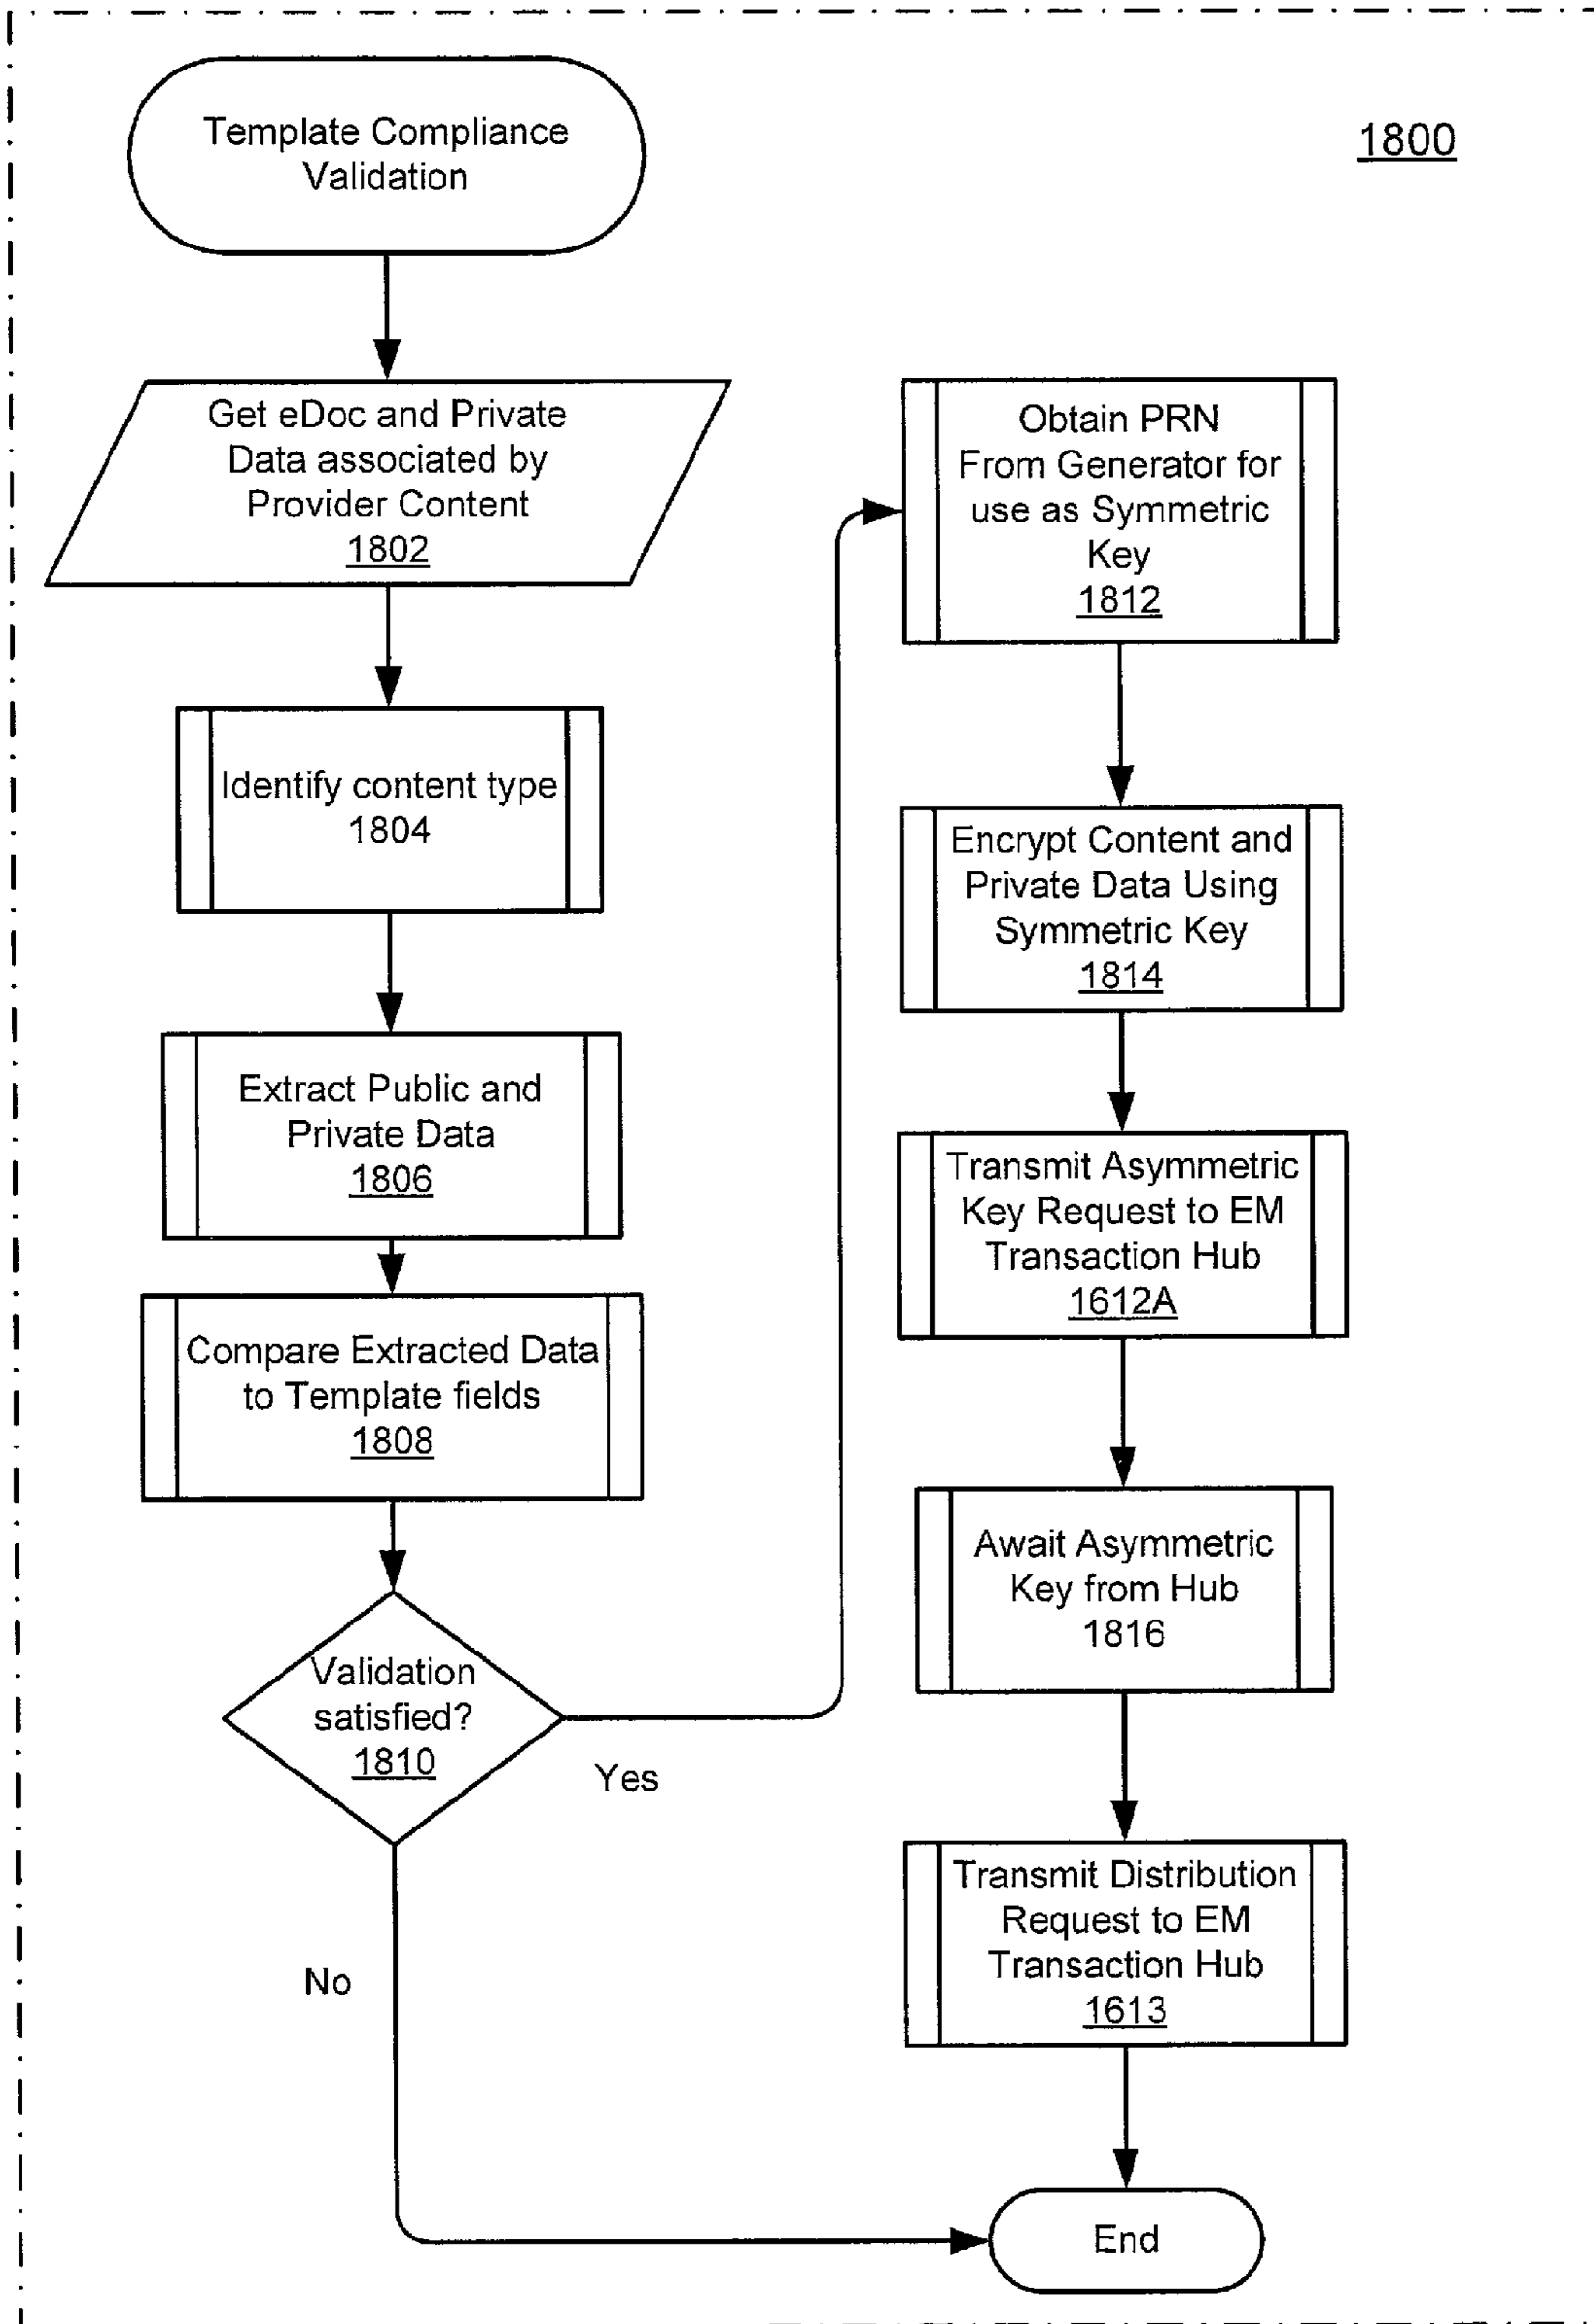 1800
Template Compliance
Validation
Get eDoc and Private
Data associated by
Provider Content
1802
Identify content type
1804
Extract Public and
Private Data
1806
Compare Extracted Data
to Template fields
1808
Validation
satisfied?
1810
Yes
No
Obtain PRN
From Generator for
use as Symmetric
Key
1812
Encrypt Content and
Private Data Using
Symmetric Key
1814
Transmit Asymmetric
Key Request to EM
Transaction Hub
1612A
Await Asymmetric
Key from Hub
1816
Transmit Distribution
Request to EM
Transaction Hub
1613
End